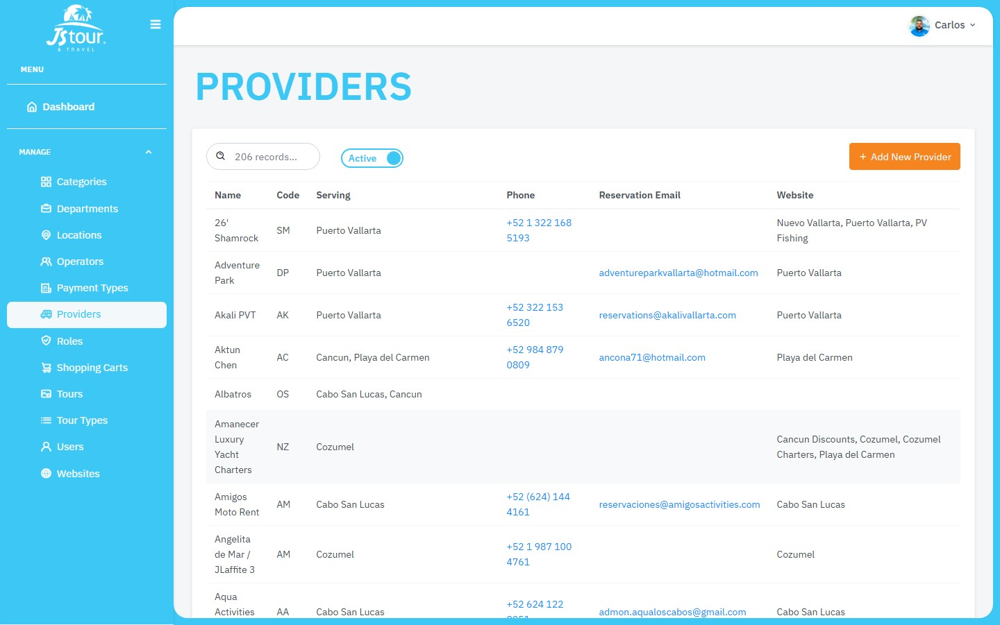 JStour.
& TRAVEL
MENU
Dashboard
MANAGE
Categories
Departments
Locations
Operators
Payment Types
Providers
Roles
Shopping Carts
Tours
Tour Types
Users
Websites
Carlos
PROVIDERS
206 records...
Active
+ Add New Provider
Name Code Serving Phone Reservation Email Website
26' Shamrock SM Puerto Vallarta +52 1 322 168 5193 Nuevo Vallarta, Puerto Vallarta, PV Fishing
Adventure Park DP Puerto Vallarta adventureparkvallarta@hotmail.com Puerto Vallarta
Akali PVT AK Puerto Vallarta +52 322 153 6520 reservations@akalivallarta.com Puerto Vallarta
Aktun Chen AC Cancun, Playa del Carmen +52 984 879 0809 ancona71@hotmail.com Playa del Carmen
Albatros OS Cabo San Lucas, Cancun
Amanecer Luxury Yacht Charters NZ Cozumel Cancun Discounts, Cozumel, Cozumel Charters, Playa del Carmen
Amigos Moto Rent AM Cabo San Lucas +52 (624) 144 4161 reservaciones@amigosactivities.com Cabo San Lucas
Angelita de Mar / JLaffite 3 AM Cozumel +52 1 987 100 4761 Cozumel
Aqua Activities AA Cabo San Lucas +52 624 122 admon.aqualoscabos@gmail.com Cabo San Lucas